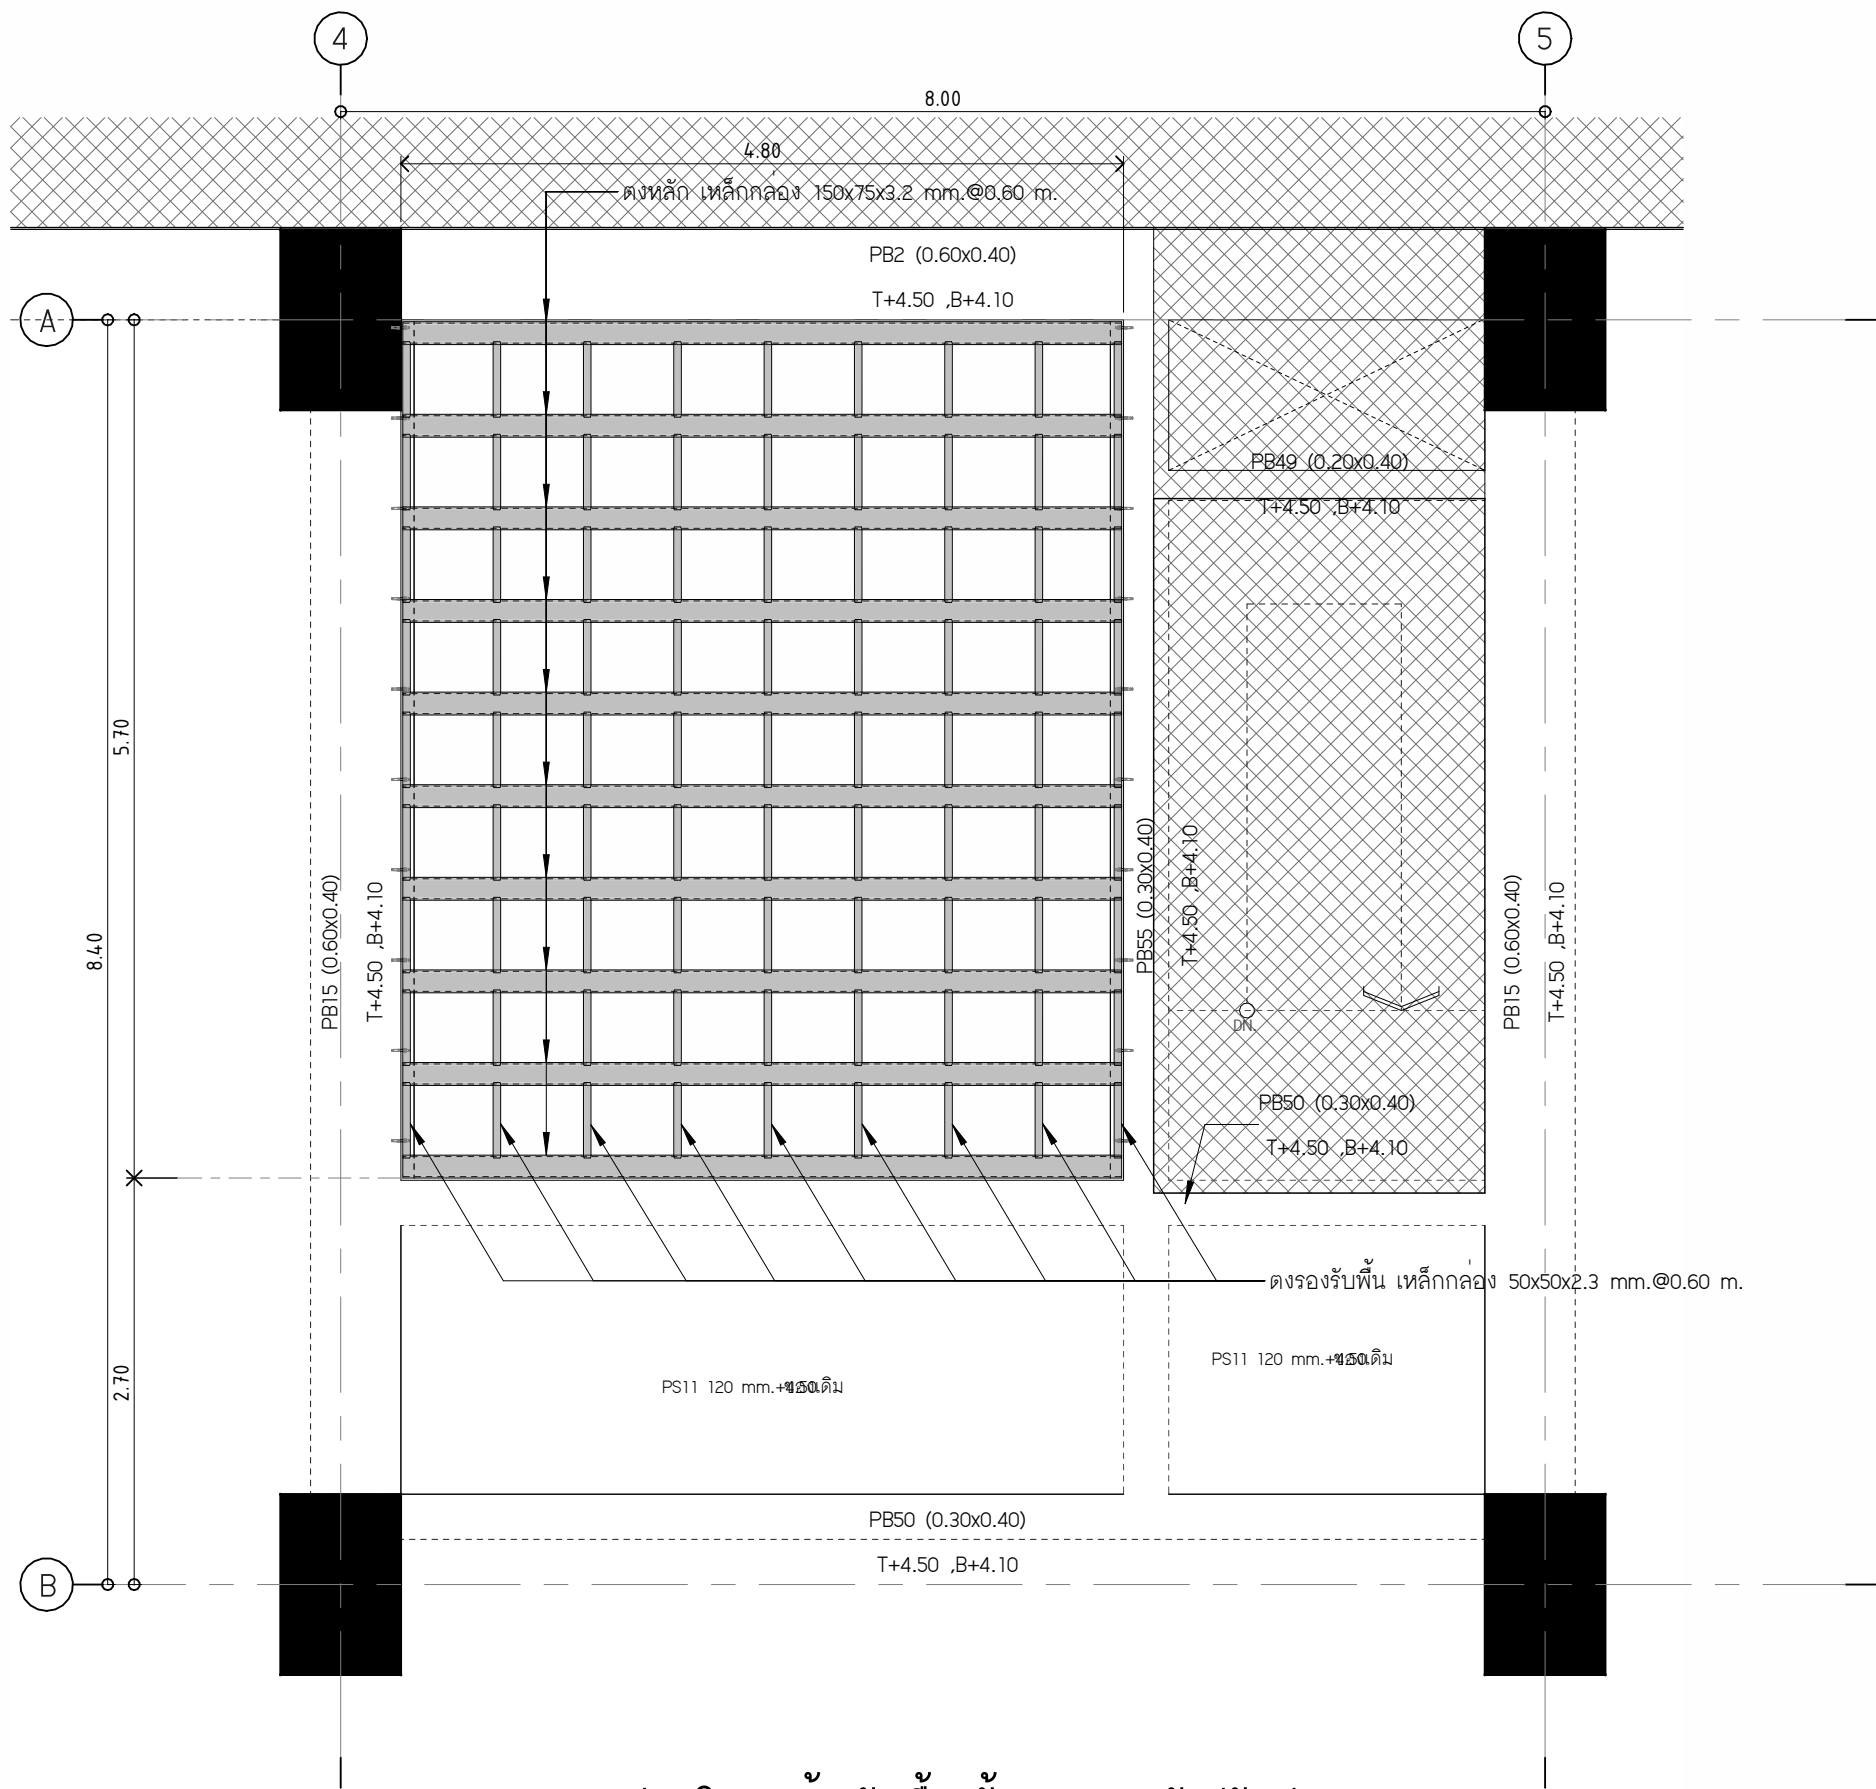 4
5
8.00
4.80
ตงหลัก เหล็กกล่อง 150x75x3.2 mm.@0.60 m.
PB2 (0.60x0.40)
T+4.50 ,B+4.10
A
PB49 (0.20x0.40)
T+4.50 ,B+4.10
5.70
8.40
PB15 (0.60x0.40)
T+4.50 ,B+4.10
PB55 (0.30x0.40)
T+4.50 ,B+4.10
PB15 (0.60x0.40)
T+4.50 ,B+4.10
DN.
PB50 (0.30x0.40)
T+4.50 ,B+4.10
ตงรองรับพื้น เหล็กกล่อง 50x50x2.3 mm.@0.60 m.
2.70
PS11 120 mm.
PS11 120 mm.
PB50 (0.30x0.40)
T+4.50 ,B+4.10
B